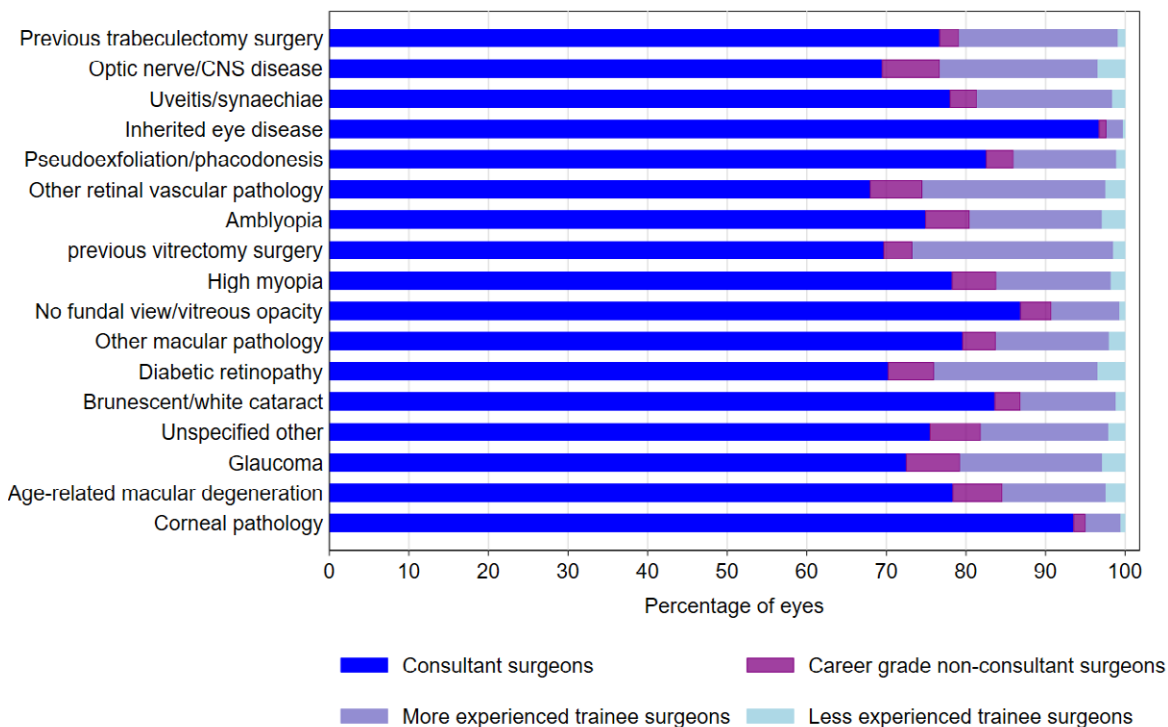 Previous trabeculectomy surgery
Optic nerve/CNS disease
Uveitis/synaechiae
Inherited eye disease
Pseudoexfoliation/phacodonesis
Other retinal vascular pathology
Amblyopia
previous vitrectomy surgery
High myopia
No fundal view/vitreous opacity
Other macular pathology
Diabetic retinopathy
Brunescent/white cataract
Unspecified other
Glaucoma
Age-related macular degeneration
Corneal pathology
0 10 20 30 40 50 60 70 80 90 100
Percentage of eyes
Consultant surgeons Career grade non-consultant surgeons
More experienced trainee surgeons Less experienced trainee surgeons